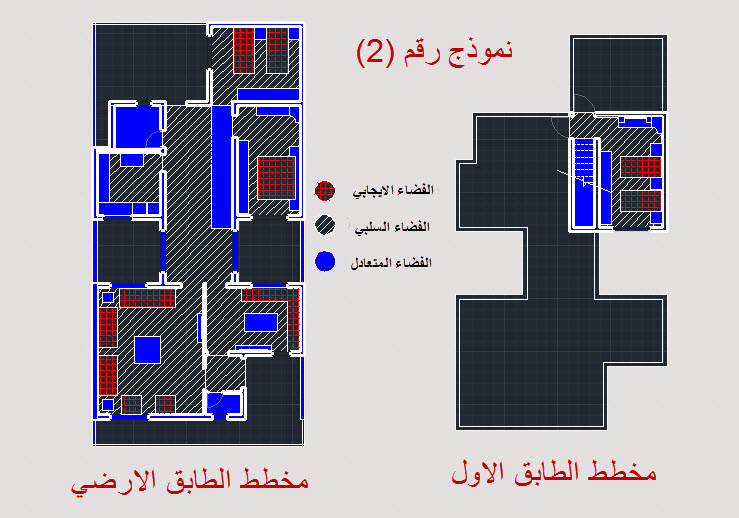 نموذج رقم (2)
الفضاء الايجابي
الفضاء السلبي
الفضاء المتعادل
مخطط الطابق الاول
مخطط الطابق الارضي